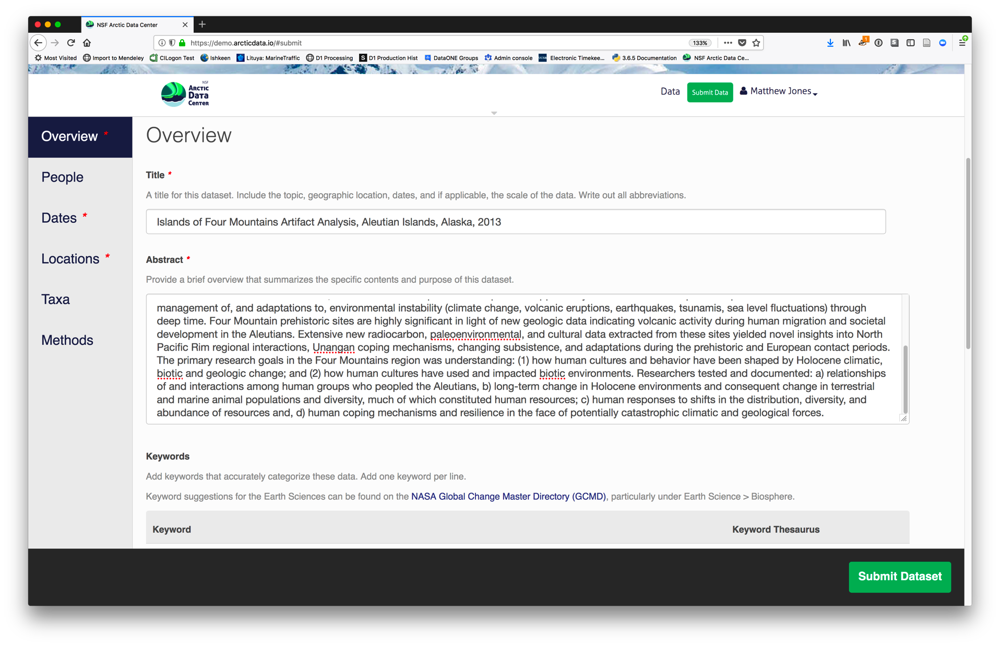 NSF Arctic Data Center
https://demo.arcticdata.io/#submit 133%
Most Visited Import to Mendeley CILogon Test Ishkeen Lituya: MarineTraffic D1 Processing D1 Production Hist DataONE Groups Admin console Electronic Timekee... 3.6.5 Documentation NSF Arctic Data Ce...
NSF
ARCTIC
DATA
CENTER
Data Submit Data Matthew Jones
Overview *
People
Dates *
Locations *
Taxa
Methods
Overview
Title *
A title for this dataset. Include the topic, geographic location, dates, and if applicable, the scale of the data. Write out all abbreviations.
Islands of Four Mountains Artifact Analysis, Aleutian Islands, Alaska, 2013
Abstract *
Provide a brief overview that summarizes the specific contents and purpose of this dataset.
management of, and adaptations to, environmental instability (climate change, volcanic eruptions, earthquakes, tsunamis, sea level fluctuations) through
deep time. Four Mountain prehistoric sites are highly significant in light of new geologic data indicating volcanic activity during human migration and societal
development in the Aleutians. Extensive new radiocarbon, paleoenvironmental, and cultural data extracted from these sites yielded novel insights into North
Pacific Rim regional interactions, Unangan coping mechanisms, changing subsistence, and adaptations during the prehistoric and European contact periods.
The primary research goals in the Four Mountains region was understanding: (1) how human cultures and behavior have been shaped by Holocene climatic,
biotic and geologic change; and (2) how human cultures have used and impacted biotic environments. Researchers tested and documented: a) relationships
of and interactions among human groups who peopled the Aleutians, b) long-term change in Holocene environments and consequent change in terrestrial
and marine animal populations and diversity, much of which constituted human resources; c) human responses to shifts in the distribution, diversity, and
abundance of resources and, d) human coping mechanisms and resilience in the face of potentially catastrophic climatic and geological forces.
Keywords
Add keywords that accurately categorize these data. Add one keyword per line.
Keyword suggestions for the Earth Sciences can be found on the NASA Global Change Master Directory (GCMD), particularly under Earth Science > Biosphere.
Keyword Keyword Thesaurus
Submit Dataset